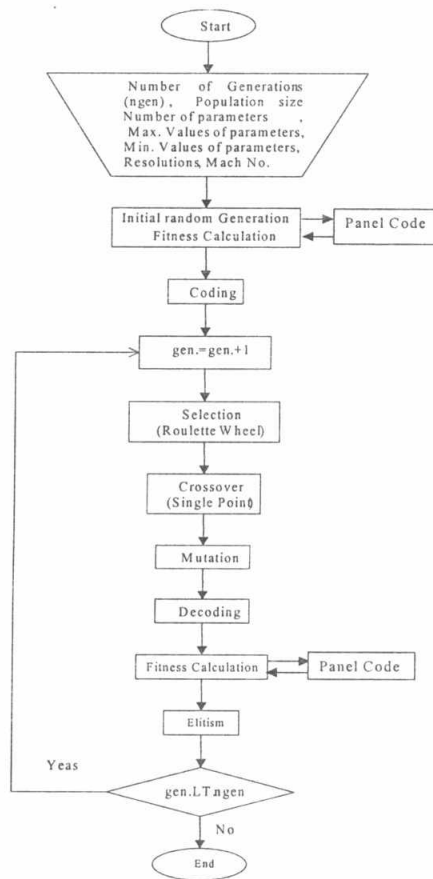 Start
Number of Generations
(ngen), Population size
Number of parameters ,
Max. Values of parameters,
Min. Values of parameters,
Resolutions, Mach No.
Initial random Generation
Fitness Calculation
Panel Code
Coding
gen.=gen.+1
Selection
(Roulette Wheel)
Crossover
(Single Point)
Mutation
Decoding
Fitness Calculation
Panel Code
Elitism
Yeas
gen.LT.ngen
No
End